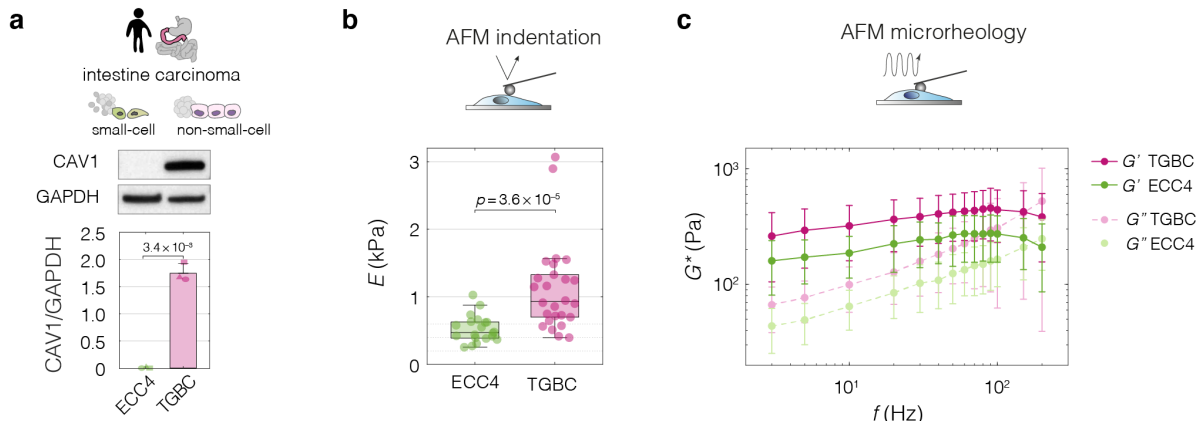 a
intestine carcinoma
small-cell
non-small-cell
CAV1
GAPDH
CAV1/GAPDH
2.5
2.0
1.5
1.0
0.5
0
3.4 × 10⁻³
ECC4
TGBC
b
AFM indentation
E (kPa)
3
2
1
0
p = 3.6 × 10⁻⁵
ECC4
TGBC
c
AFM microrheology
G* (Pa)
10³
10²
10¹
10²
f (Hz)
G′ TGBC
G′ ECC4
G″ TGBC
G″ ECC4